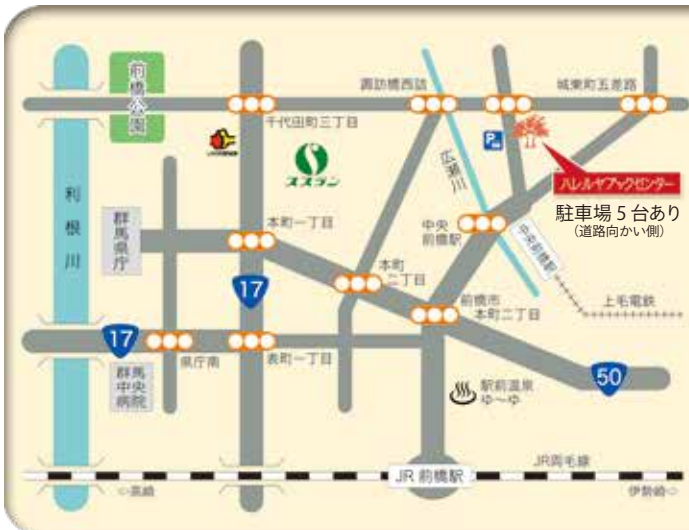 前橋公園
諏訪橋西詰
城東町五差路
千代田町三丁目
P
スズラン
広瀬川
ハレルヤブックセンター
駐車場5台あり
(道路向かい側)
利根川
群馬県庁
本町一丁目
中央
前橋駅
中央前橋駅
本町
二丁目
17
前橋市
本町二丁目
上毛電鉄
17
県庁南
表町一丁目
群馬
中央
病院
駅前温泉
ゆ〜ゆ
50
JR両毛線
JR 前橋駅
⇦高崎
伊勢崎⇨